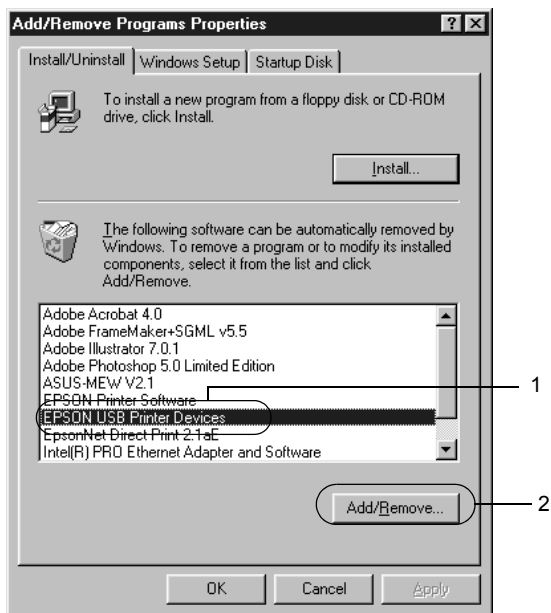 Add/Remove Programs Properties
Install/Uninstall Windows Setup Startup Disk
To install a new program from a floppy disk or CD-ROM
drive, click Install.
Install...
The following software can be automatically removed by
Windows. To remove a program or to modify its installed
components, select it from the list and click
Add/Remove.
Adobe Acrobat 4.0
Adobe FrameMaker+SGML v5.5
Adobe Illustrator 7.0.1
Adobe Photoshop 5.0 Limited Edition
ASUS-MEW V2.1
EPSON Printer Software
EPSON USB Printer Devices
EpsonNet Direct Print 2.1aE
Intel(R) PRO Ethernet Adapter and Software
1
Add/Remove...
2
OK Cancel Apply